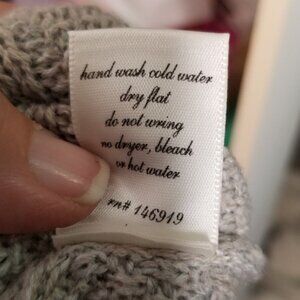 hand wash cold water
dry flat
do not wring
no dryer, bleach
or hot water
rn# 146919